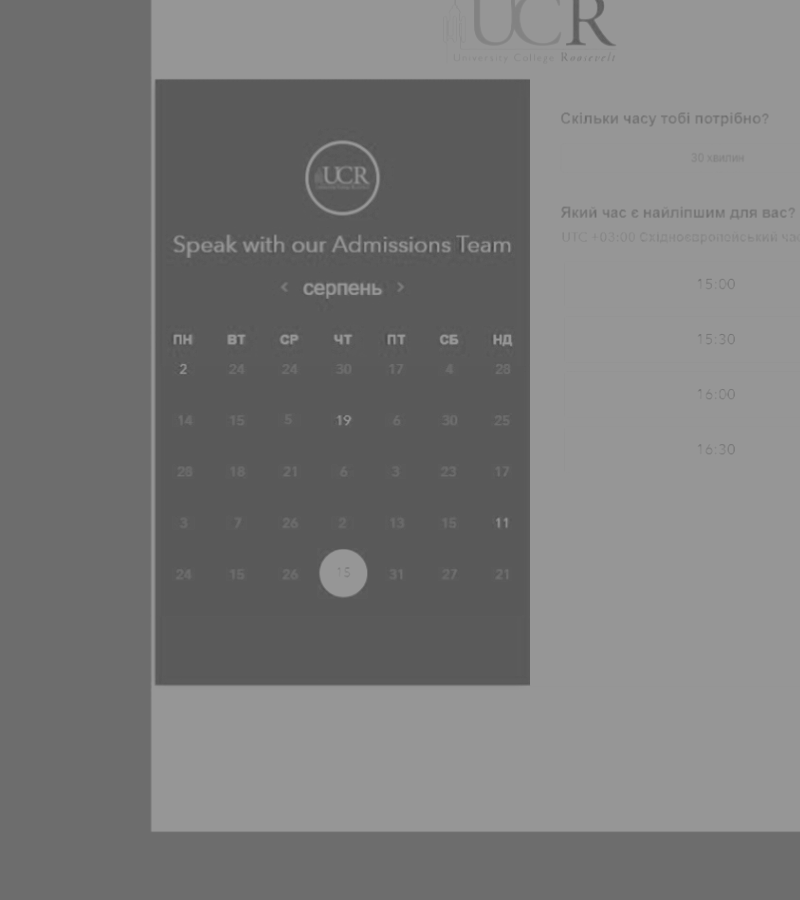 UCR
University College Roosevelt
UCR
Speak with our Admissions Team
‹ серпень ›
ПН ВТ СР ЧТ ПТ СБ НД
2 24 24 30 17 4 28
14 15 5 19 6 30 25
28 18 21 6 3 23 17
3 7 26 2 13 15 11
24 15 26 15 31 27 21
Скільки часу тобі потрібно?
30 хвилин
Який час є найліпшим для вас?
UTC +03:00 Східноєвропейський час
15:00
15:30
16:00
16:30